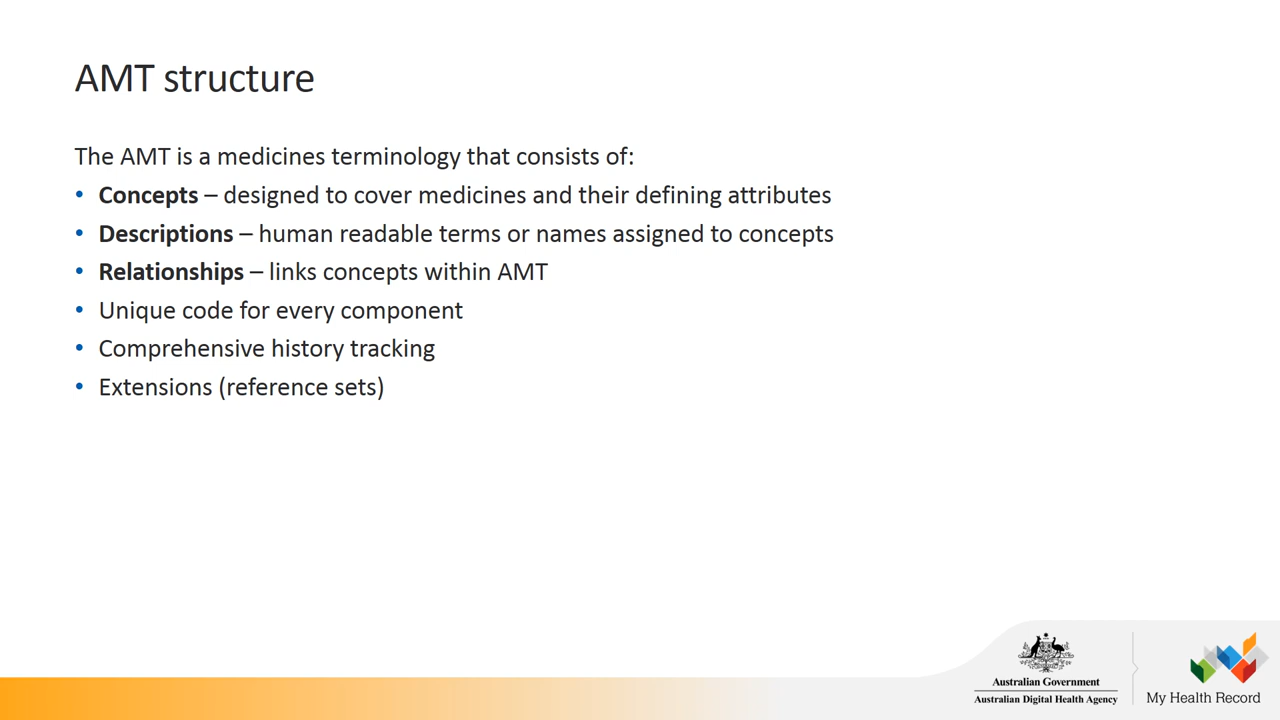 AMT structure
The AMT is a medicines terminology that consists of:
• Concepts – designed to cover medicines and their defining attributes
• Descriptions – human readable terms or names assigned to concepts
• Relationships – links concepts within AMT
• Unique code for every component
• Comprehensive history tracking
• Extensions (reference sets)
Australian Government
Australian Digital Health Agency
My Health Record